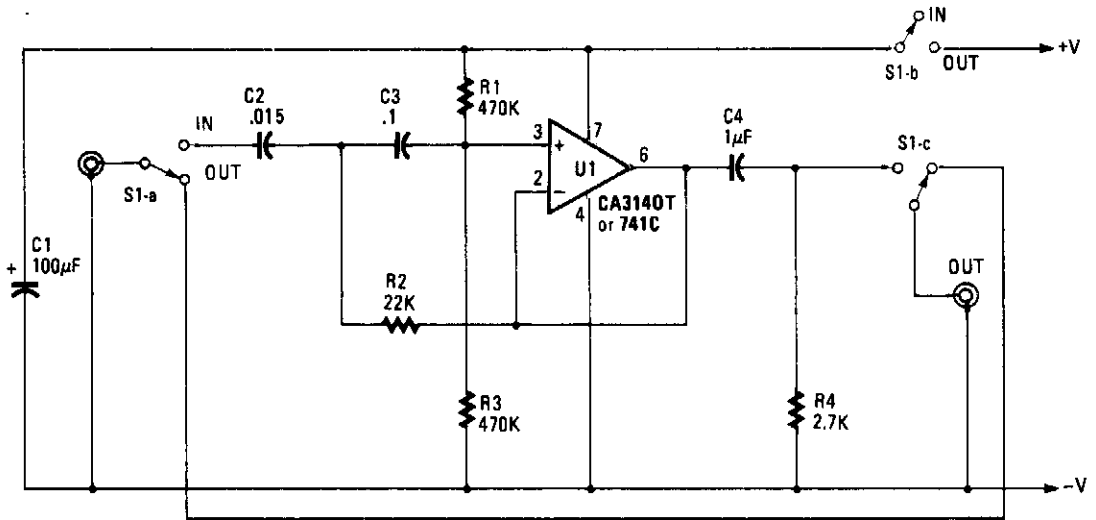 IN
+V
S1-b
OUT
R1
470K
C2
.015
C3
.1
IN
OUT
S1-a
3
+
7
U1
6
2
−
4
CA3140T
or 741C
C4
1µF
S1-c
C1
+
100µF
R2
22K
OUT
R3
470K
R4
2.7K
−V